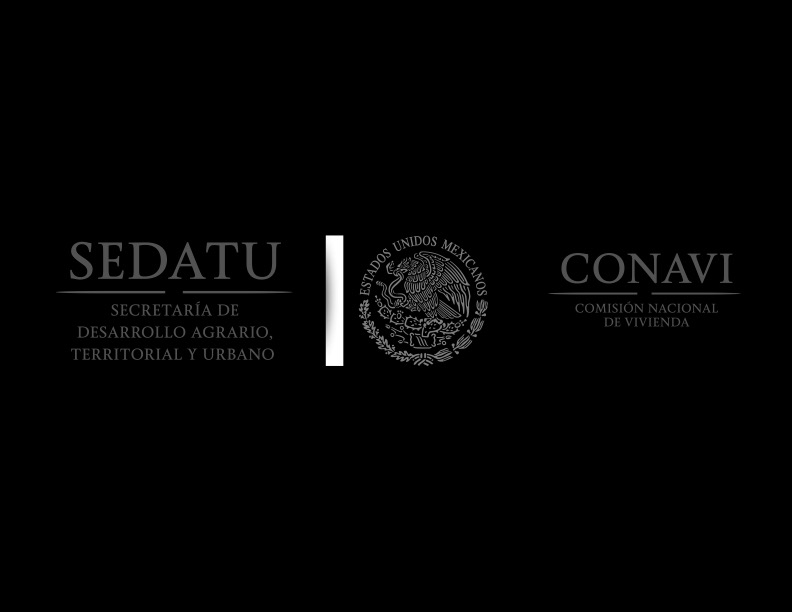 SEDATU
SECRETARÍA DE
DESARROLLO AGRARIO,
TERRITORIAL Y URBANO
ESTADOS UNIDOS MEXICANOS
CONAVI
COMISIÓN NACIONAL
DE VIVIENDA